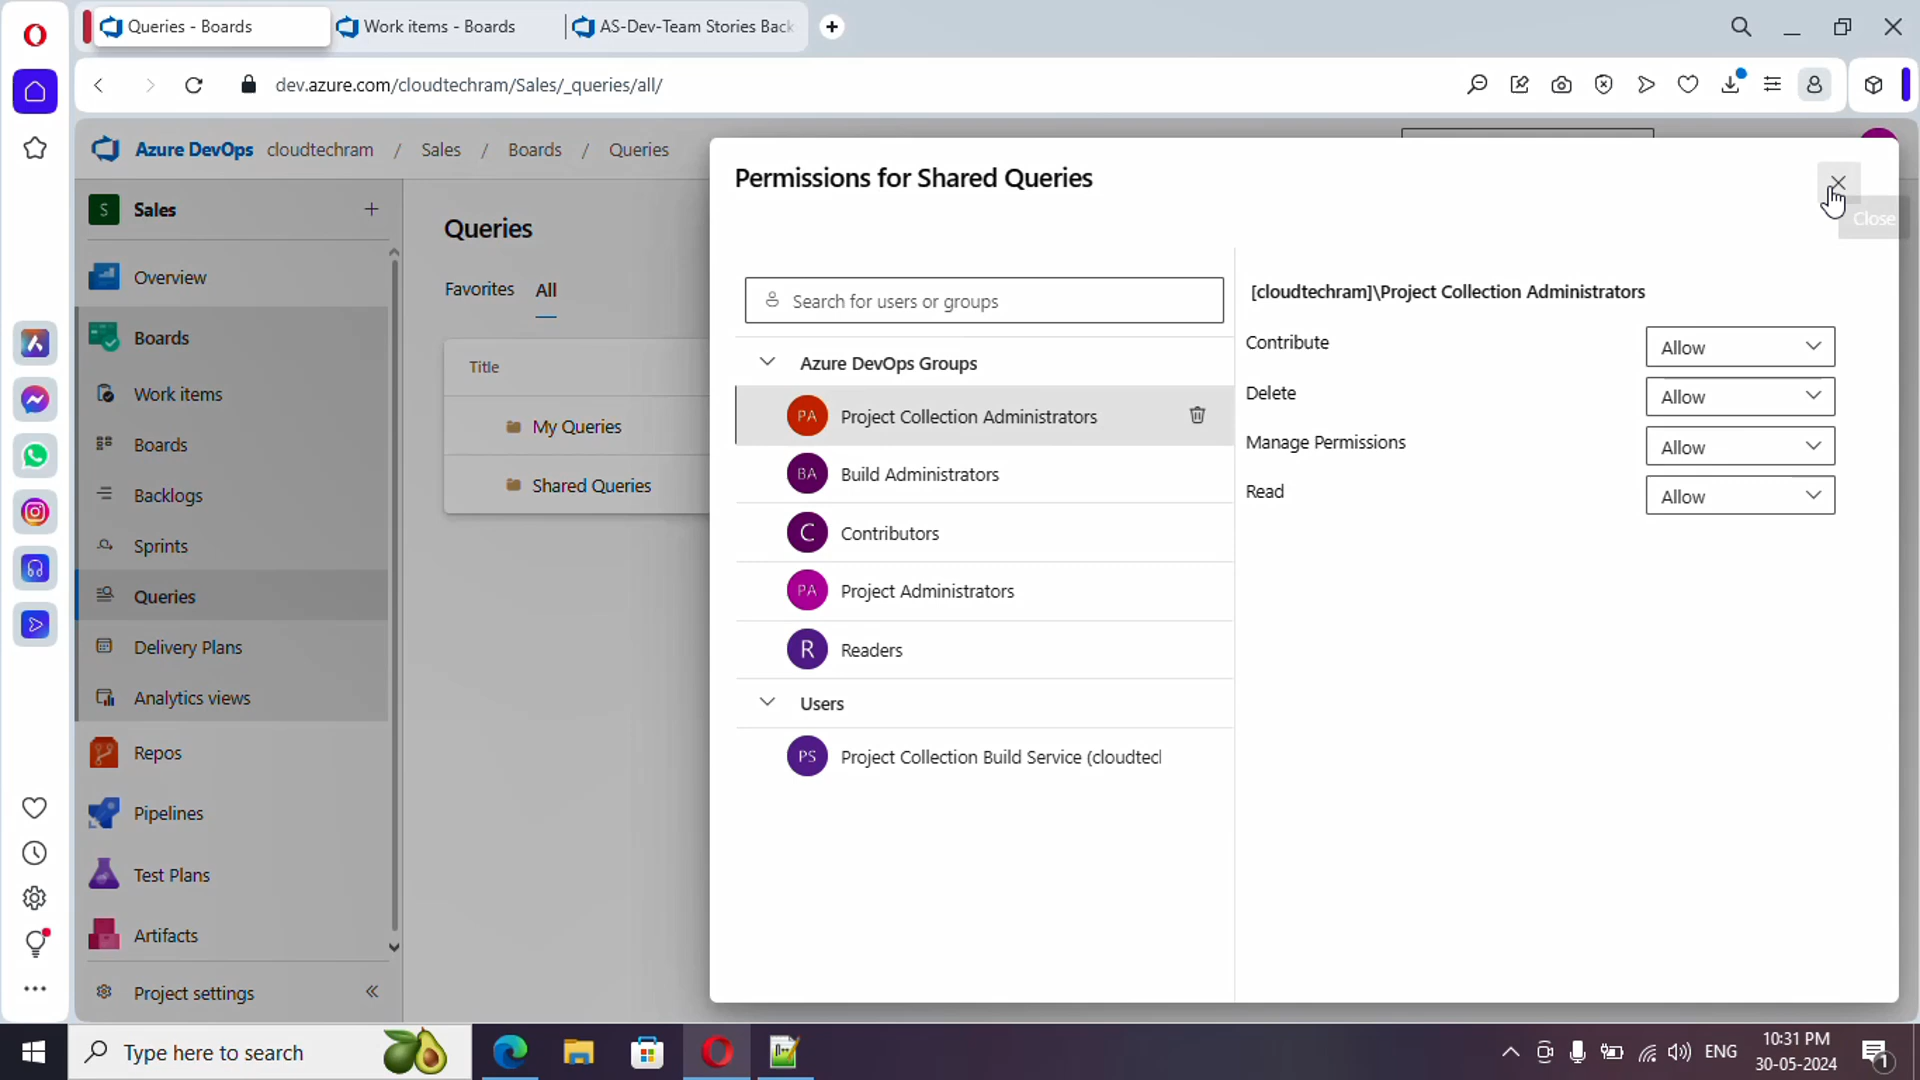 Queries - Boards
Work items - Boards
AS-Dev-Team Stories Back
dev.azure.com/cloudtechram/Sales/_queries/all/
Azure DevOps cloudtechram / Sales / Boards / Queries
S Sales
Overview
Boards
Work items
Boards
Backlogs
Sprints
Queries
Delivery Plans
Analytics views
Repos
Pipelines
Test Plans
Artifacts
Project settings
Queries
Favorites All
Title
My Queries
Shared Queries
Permissions for Shared Queries
Close
Search for users or groups
Azure DevOps Groups
PA Project Collection Administrators
BA Build Administrators
C Contributors
PA Project Administrators
R Readers
Users
PS Project Collection Build Service (cloudtecl
[cloudtechram]\Project Collection Administrators
Contribute Allow
Delete Allow
Manage Permissions Allow
Read Allow
Type here to search
ENG
10:31 PM
30-05-2024
1